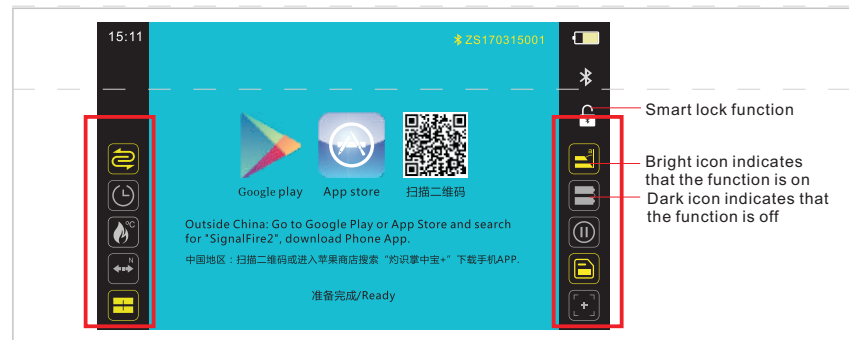 15:11
ZS170315001
Smart lock function
a
Bright icon indicates
that the function is on
Dark icon indicates that
the function is off
Google play
App store
扫描二维码
°C
N
Outside China: Go to Google Play or App Store and search
for "SignalFire2", download Phone App.
中国地区：扫描二维码或进入苹果商店搜索“灼识掌中宝+”下载手机APP.
准备完成/Ready